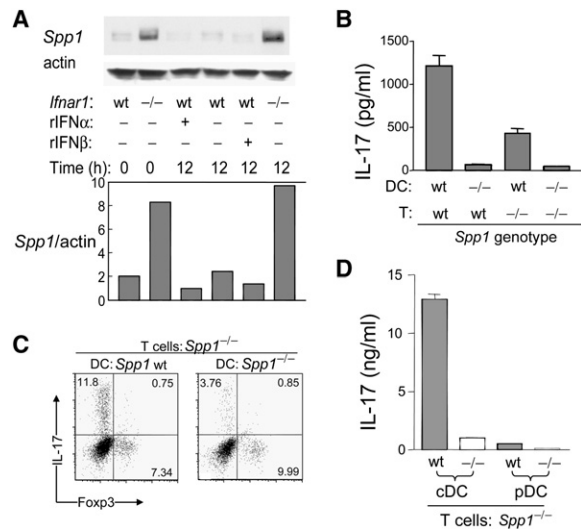 A
Spp1
actin
Ifnar1: wt –/– wt wt wt –/–
rIFNα: – – + – – –
rIFNβ: – – – – + –
Time (h): 0 0 12 12 12 12
10
8
6
4
2
0
Spp1/actin
B
IL-17 (pg/ml)
1500
1000
500
0
DC: wt –/– wt –/–
T: wt wt –/– –/–
Spp1 genotype
C
T cells: Spp1–/–
DC: Spp1 wt DC: Spp1–/–
11.8 0.75 3.76 0.85
7.34 9.99
IL-17
Foxp3
D
IL-17 (ng/ml)
15
10
5
0
wt –/– wt –/–
cDC pDC
T cells: Spp1–/–